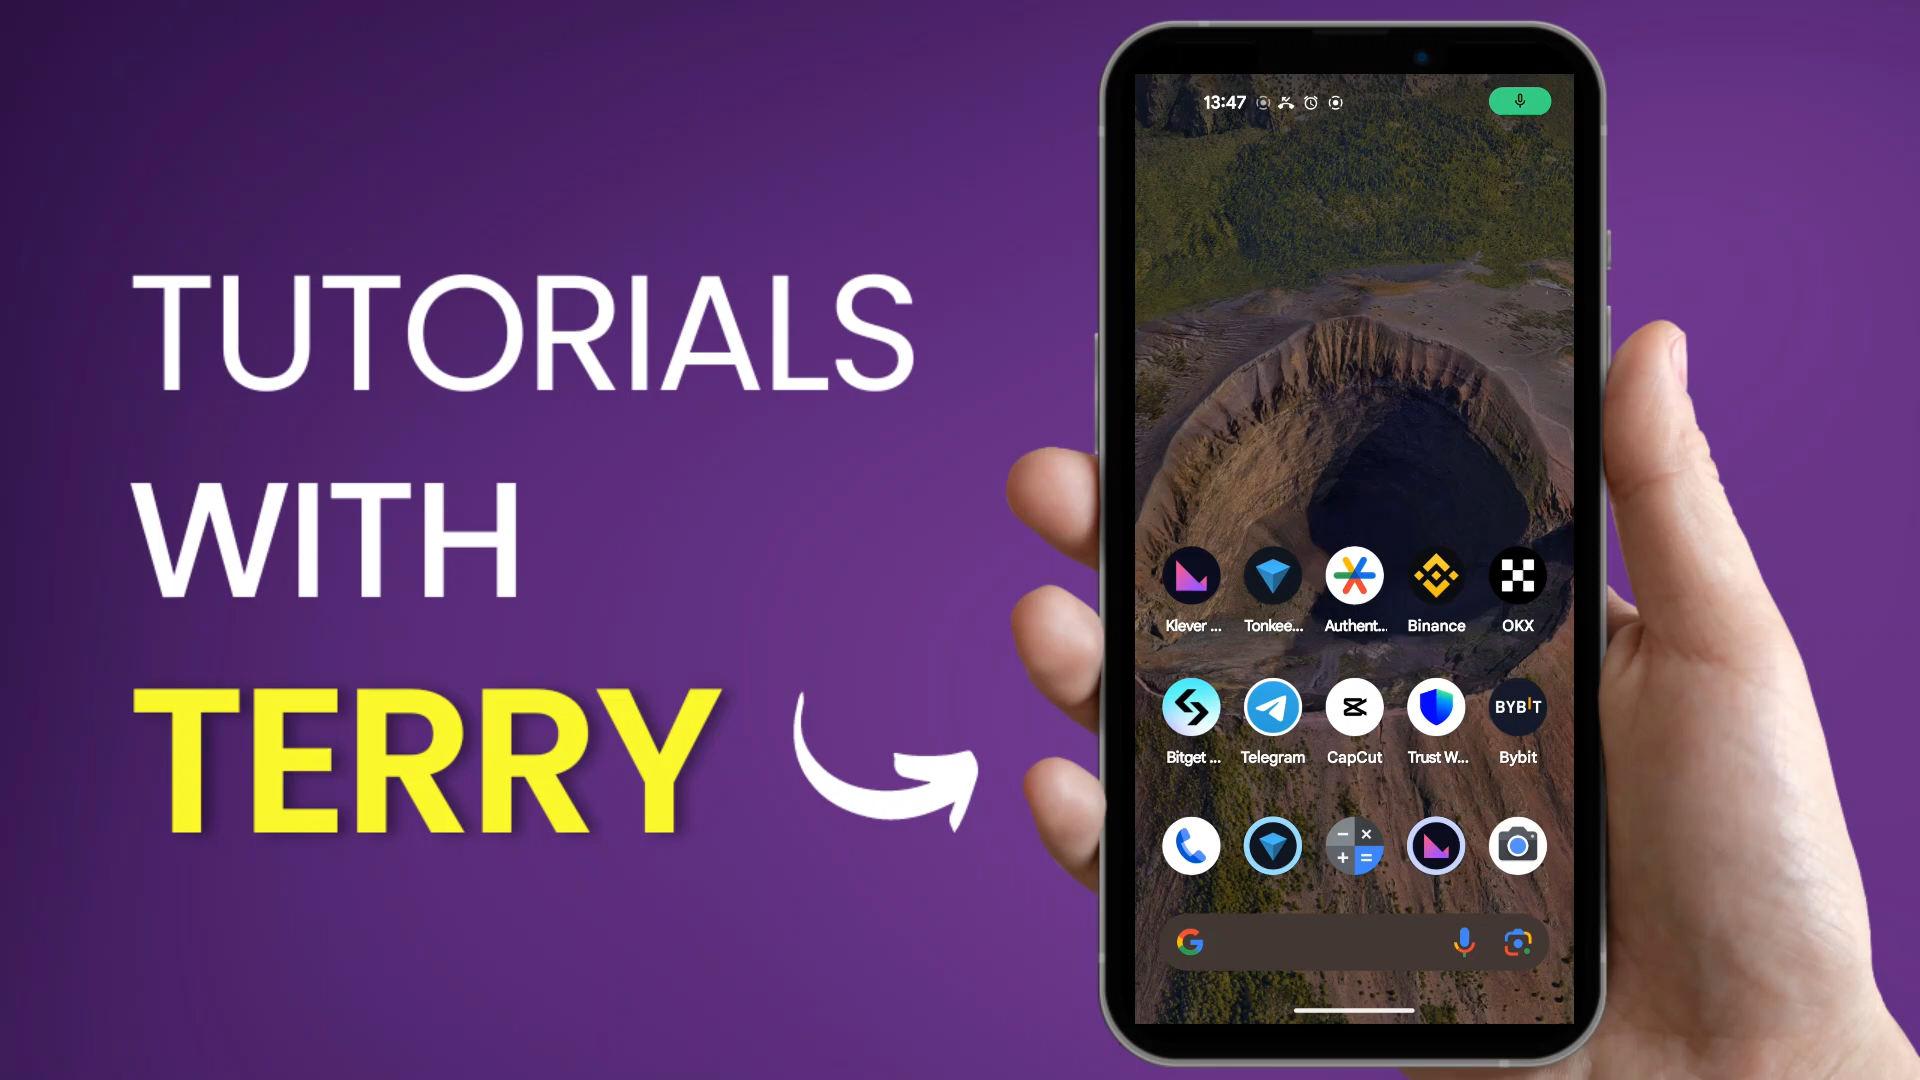 TUTORIALS
WITH
TERRY
13:47
Klever ...
Tonkee...
Authent...
Binance
OKX
BYBIT
Bitget ...
Telegram
CapCut
Trust W...
Bybit